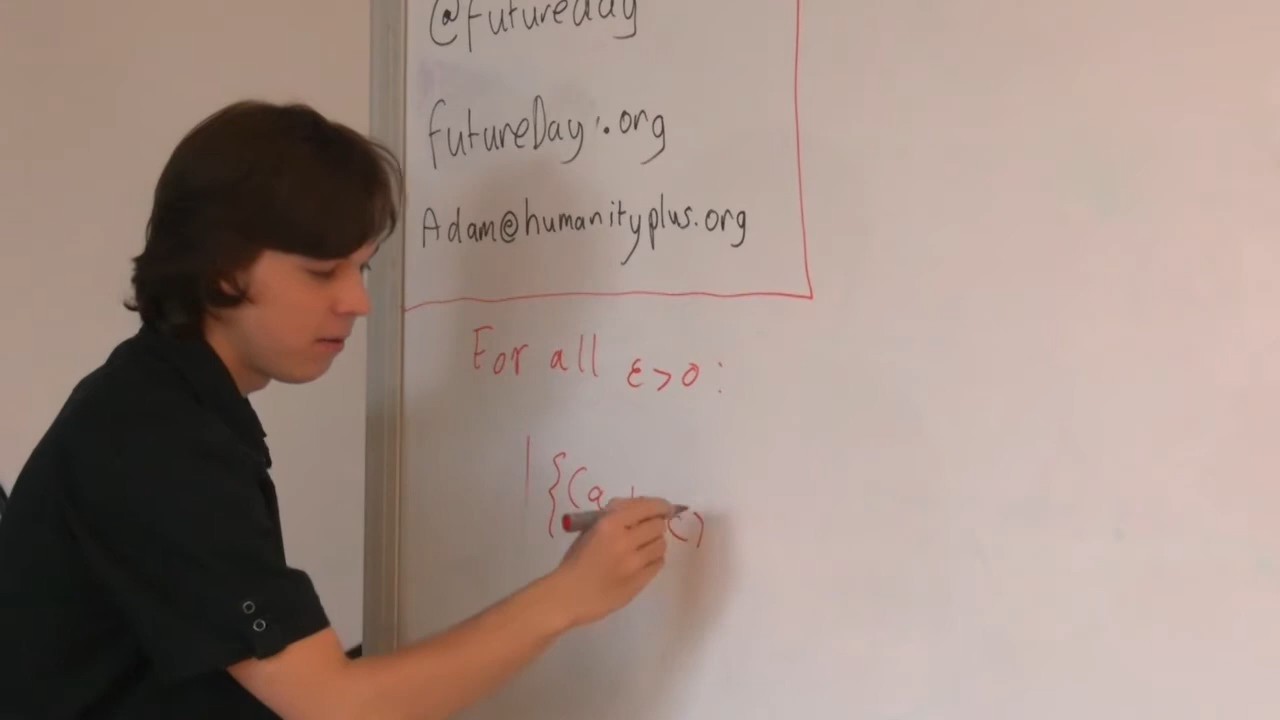 @futureday
futureDay.org
Adam@humanityplus.org
For all ε>0:
|{(a
c)